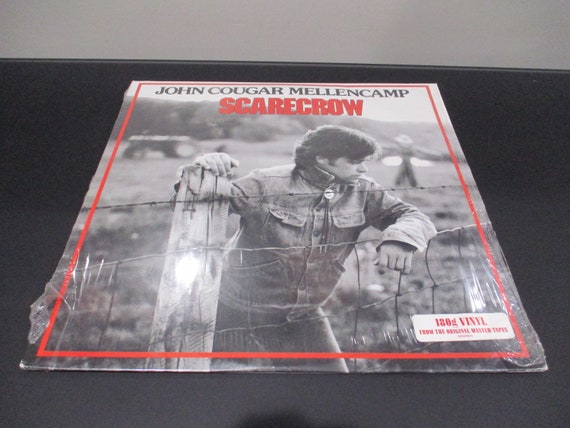 JOHN COUGAR MELLENCAMP
SCARECROW
180g VINYL
FROM THE ORIGINAL MASTER TAPES